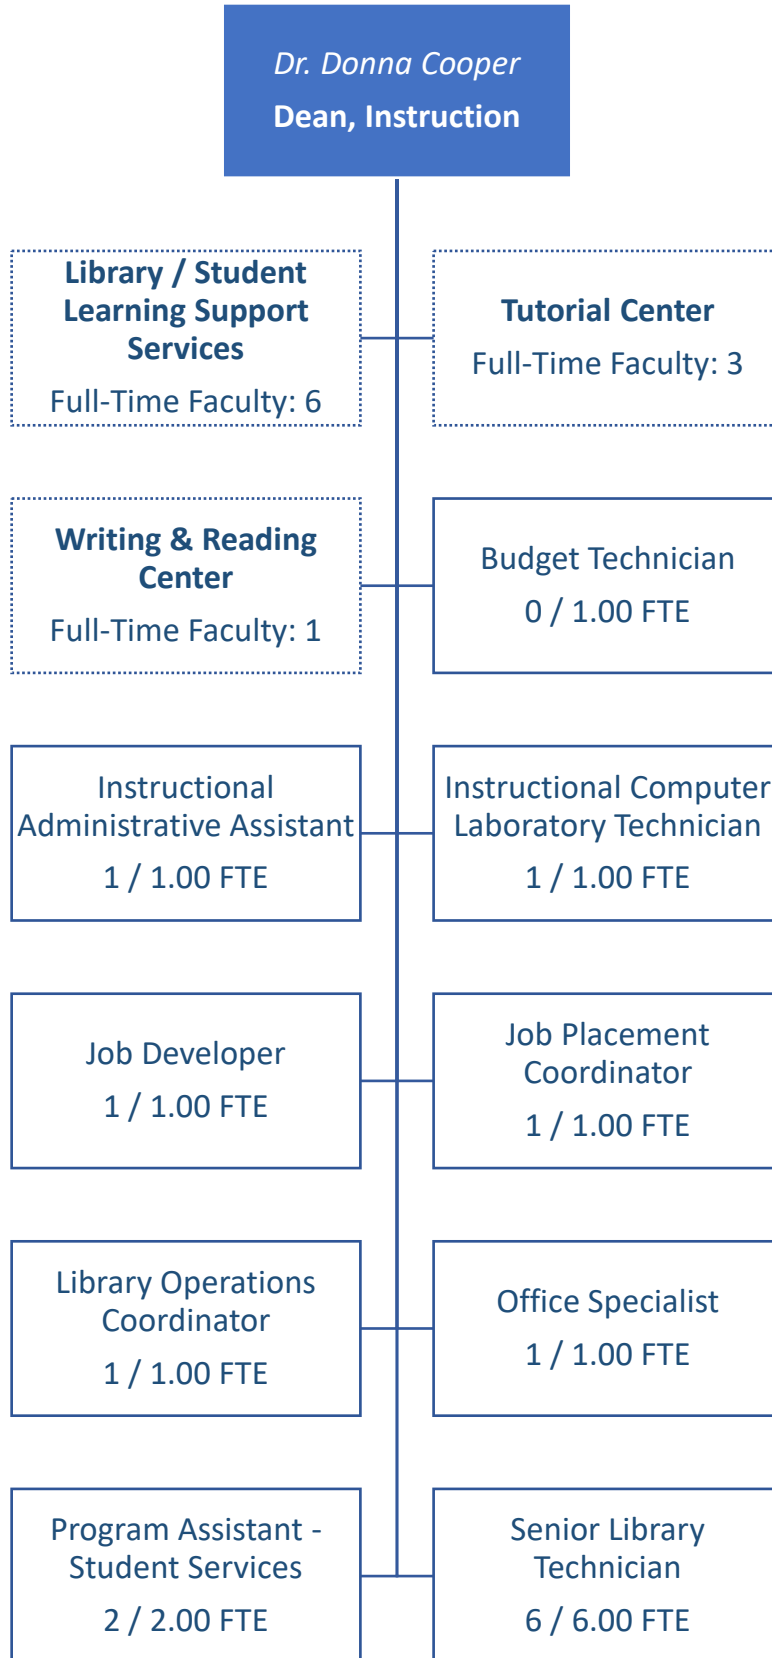 Dr. Donna Cooper
Dean, Instruction
Library / Student
Learning Support
Services
Full-Time Faculty: 6
Tutorial Center
Full-Time Faculty: 3
Writing & Reading
Center
Full-Time Faculty: 1
Budget Technician
0 / 1.00 FTE
Instructional
Administrative Assistant
1 / 1.00 FTE
Instructional Computer
Laboratory Technician
1 / 1.00 FTE
Job Developer
1 / 1.00 FTE
Job Placement
Coordinator
1 / 1.00 FTE
Library Operations
Coordinator
1 / 1.00 FTE
Office Specialist
1 / 1.00 FTE
Program Assistant -
Student Services
2 / 2.00 FTE
Senior Library
Technician
6 / 6.00 FTE